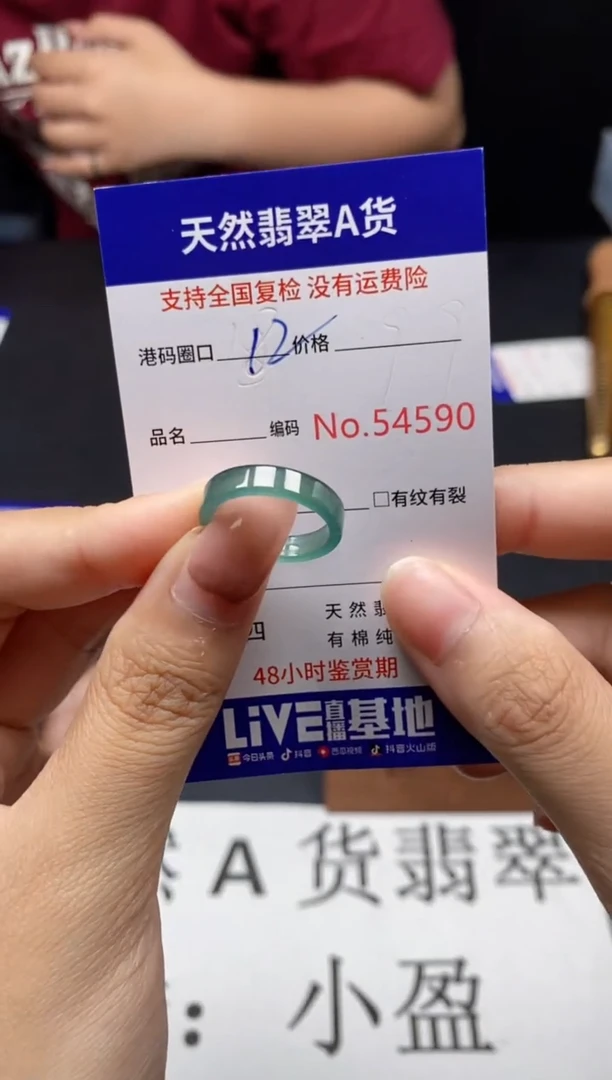 天然翡翠A货
支持全国复检 没有运费险
港码圈口 12 价格
品名 编码 No.54590
□有纹有裂
四 天然翡
有棉纯
48小时鉴赏期
LiVE直播基地
今日头条 抖音 西瓜视频 抖音火山版
A货翡翠
：小盈